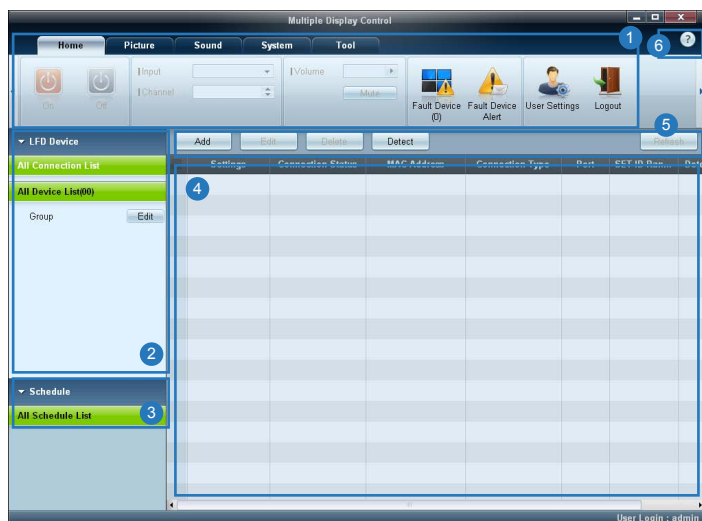 Multiple Display Control
Home Picture Sound System Tool
1
6
?
Input
Channel
Volume
Mute
On Off
Fault Device (0)
Fault Device Alert
User Settings
Logout
5
LFD Device
Add Edit Delete Detect Refresh
All Connection List
Settings Connection Status MAC Address Connection Type Port SET ID Ran...
All Device List(00)
4
Group Edit
2
Schedule
All Schedule List
3
User Login : admin